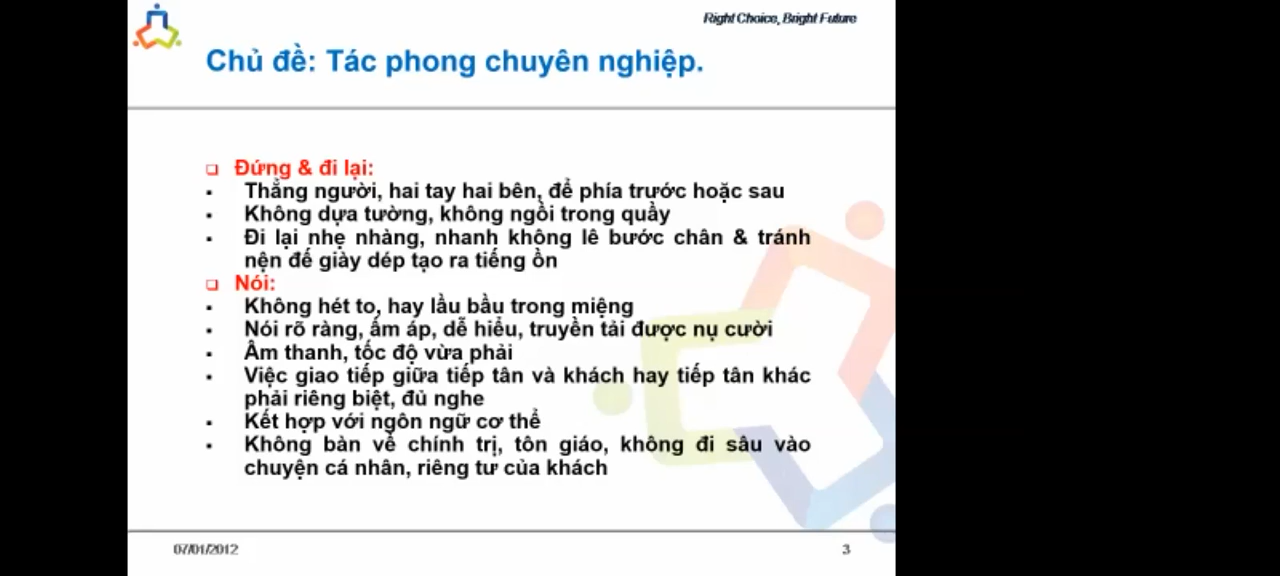 Right Choice, Bright Future
Chủ đề: Tác phong chuyên nghiệp.
❑ Đứng & đi lại:
▪ Thẳng người, hai tay hai bên, để phía trước hoặc sau
▪ Không dựa tường, không ngồi trong quầy
▪ Đi lại nhẹ nhàng, nhanh không lê bước chân & tránh
nện đế giày dép tạo ra tiếng ồn
❑ Nói:
▪ Không hét to, hay lầu bầu trong miệng
▪ Nói rõ ràng, ấm áp, dễ hiểu, truyền tải được nụ cười
▪ Âm thanh, tốc độ vừa phải
▪ Việc giao tiếp giữa tiếp tân và khách hay tiếp tân khác
phải riêng biệt, đủ nghe
▪ Kết hợp với ngôn ngữ cơ thể
▪ Không bàn về chính trị, tôn giáo, không đi sâu vào
chuyện cá nhân, riêng tư của khách
07/01/2012
3